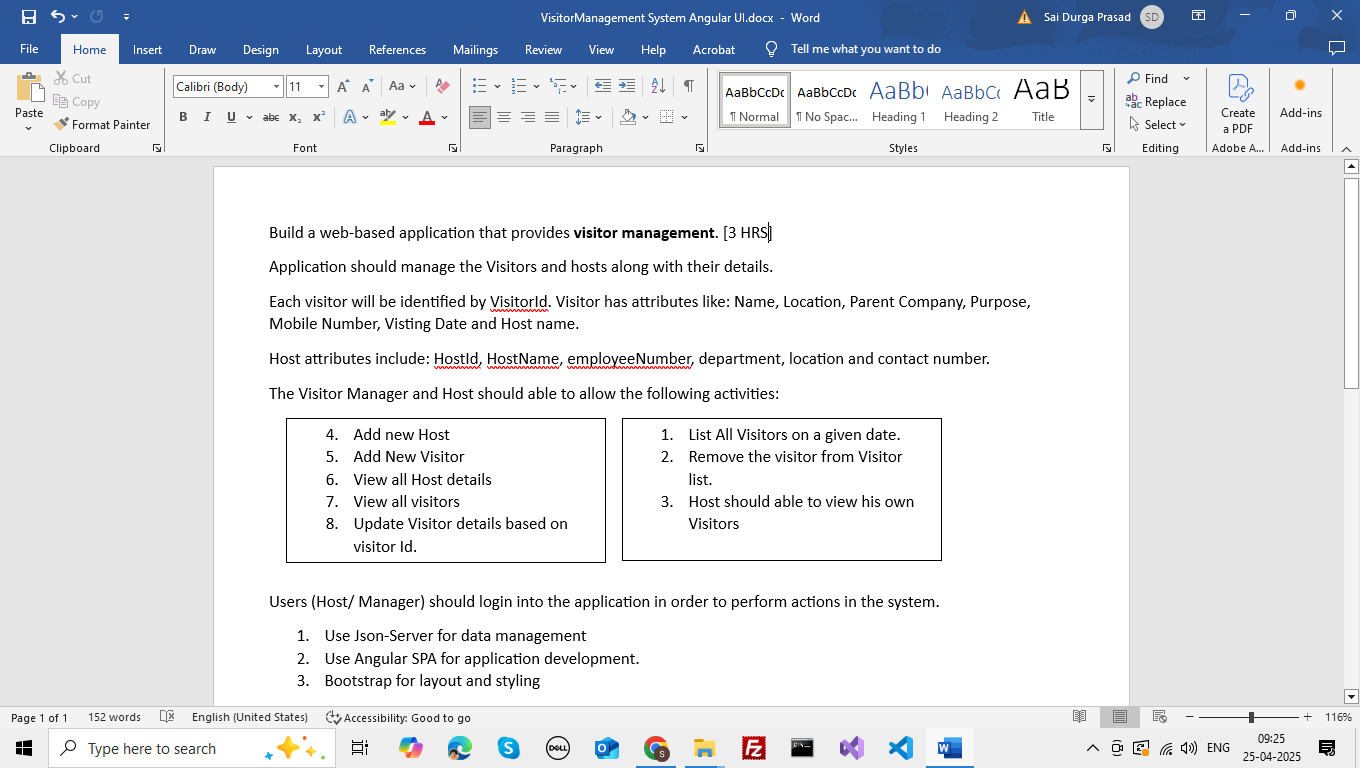 VisitorManagement System Angular UI.docx - Word
Sai Durga Prasad
SD
File Home Insert Draw Design Layout References Mailings Review View Help Acrobat Tell me what you want to do
Paste
Cut
Copy
Format Painter
Clipboard
Calibri (Body) 11
Font
Paragraph
AaBbCcDc AaBbCcDc AaBb( AaBbCc AaB
¶ Normal ¶ No Spac... Heading 1 Heading 2 Title
Styles
Find
Replace
Select
Editing
Create
a PDF
Adobe A...
Add-ins
Add-ins
Build a web-based application that provides visitor management. [3 HRS]
Application should manage the Visitors and hosts along with their details.
Each visitor will be identified by VisitorId. Visitor has attributes like: Name, Location, Parent Company, Purpose,
Mobile Number, Visting Date and Host name.
Host attributes include: HostId, HostName, employeeNumber, department, location and contact number.
The Visitor Manager and Host should able to allow the following activities:
4. Add new Host
5. Add New Visitor
6. View all Host details
7. View all visitors
8. Update Visitor details based on
visitor Id.
1. List All Visitors on a given date.
2. Remove the visitor from Visitor
list.
3. Host should able to view his own
Visitors
Users (Host/ Manager) should login into the application in order to perform actions in the system.
1. Use Json-Server for data management
2. Use Angular SPA for application development.
3. Bootstrap for layout and styling
Page 1 of 1 152 words English (United States) Accessibility: Good to go 116%
Type here to search
DELL
ENG
09:25
25-04-2025